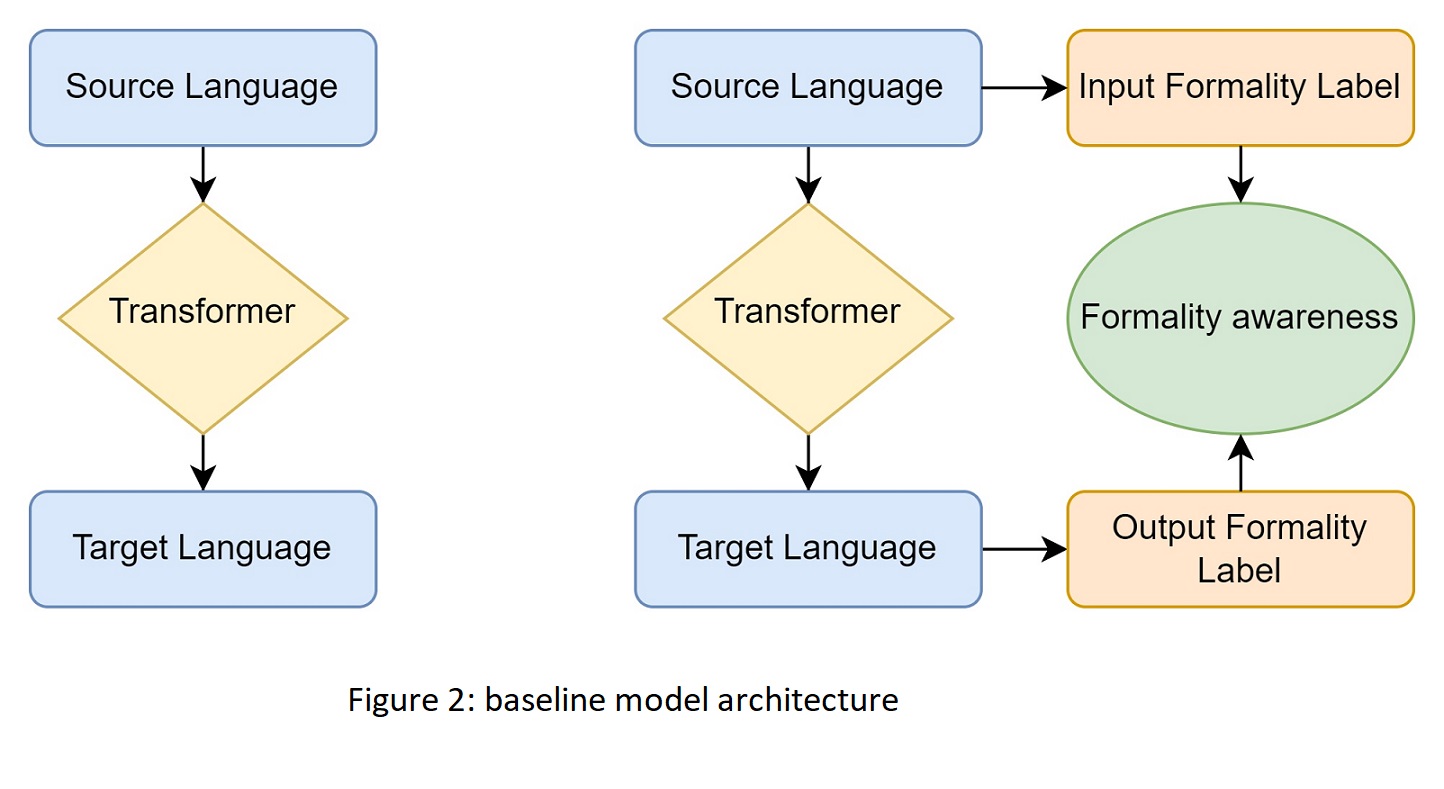 Source Language
Source Language
Input Formality Label
Transformer
Transformer
Formality awareness
Target Language
Target Language
Output Formality
Label
Figure 2: baseline model architecture